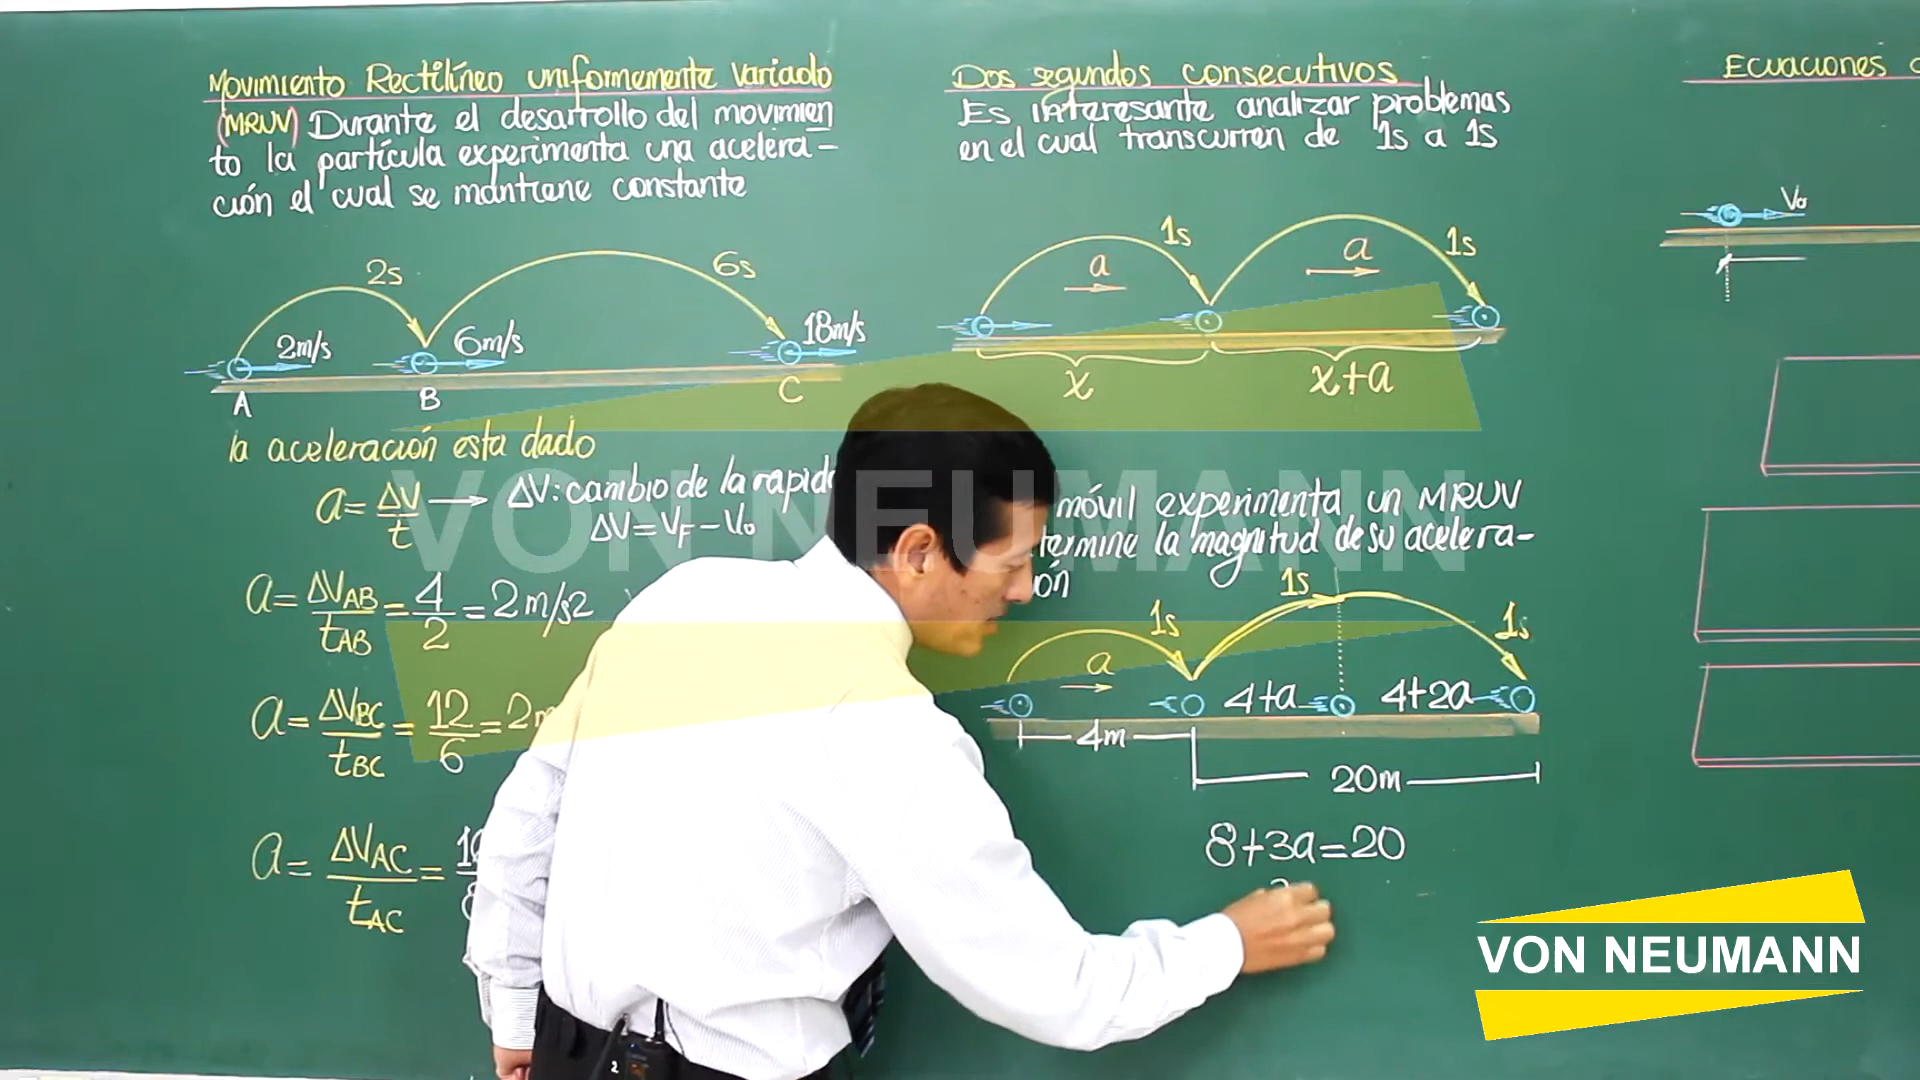 Movimiento Rectilíneo uniformemente Variado
(MRUV) Durante el desarrollo del movimien
to la partícula experimenta una acelera-
ción el cual se mantiene constante
2s
6s
2m/s
6m/s
18m/s
A
B
C
la aceleración esta dado
a = ΔV/t → ΔV: cambio de la
ΔV = VF - V0
a = ΔVAB/tAB = 4/2 = 2m/s2
a = ΔVBC/tBC = 12/6 = 2
a = ΔVAC/tAC =
Dos segundos consecutivos
Es interesante analizar problemas
en el cual transcurren de 1s a 1s
1s
1s
a
a
x
x+a
móvil experimenta un MRUV
la magnitud de su acelera-
1s
1s
1s
a
4+a
4+2a
4m
20m
8+3a=20
Ecuaciones
V0
VON NEUMANN
VON NEUMANN
2